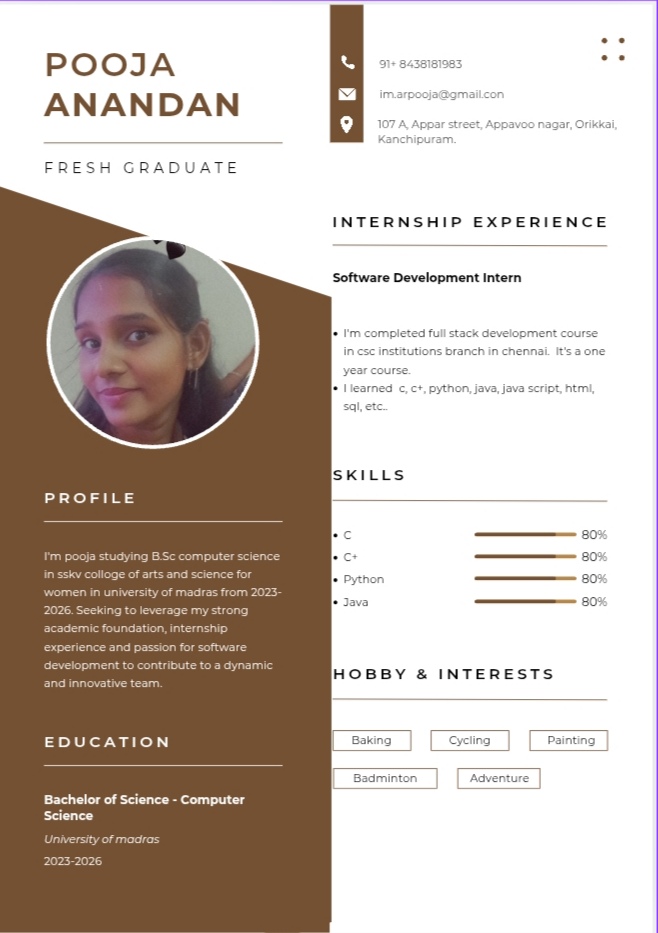 POOJA
ANANDAN
FRESH GRADUATE
91+ 8438181983
im.arpooja@gmail.con
107 A, Appar street, Appavoo nagar, Orikkai,
Kanchipuram.
PROFILE
I'm pooja studying B.Sc computer science
in sskv colloge of arts and science for
women in university of madras from 2023-
2026. Seeking to leverage my strong
academic foundation, internship
experience and passion for software
development to contribute to a dynamic
and innovative team.
EDUCATION
Bachelor of Science - Computer
Science
University of madras
2023-2026
INTERNSHIP EXPERIENCE
Software Development Intern
• I'm completed full stack development course
in csc institutions branch in chennai. It's a one
year course.
• I learned c, c+, python, java, java script, html,
sql, etc..
SKILLS
• C 80%
• C+ 80%
• Python 80%
• Java 80%
HOBBY & INTERESTS
Baking Cycling Painting
Badminton Adventure